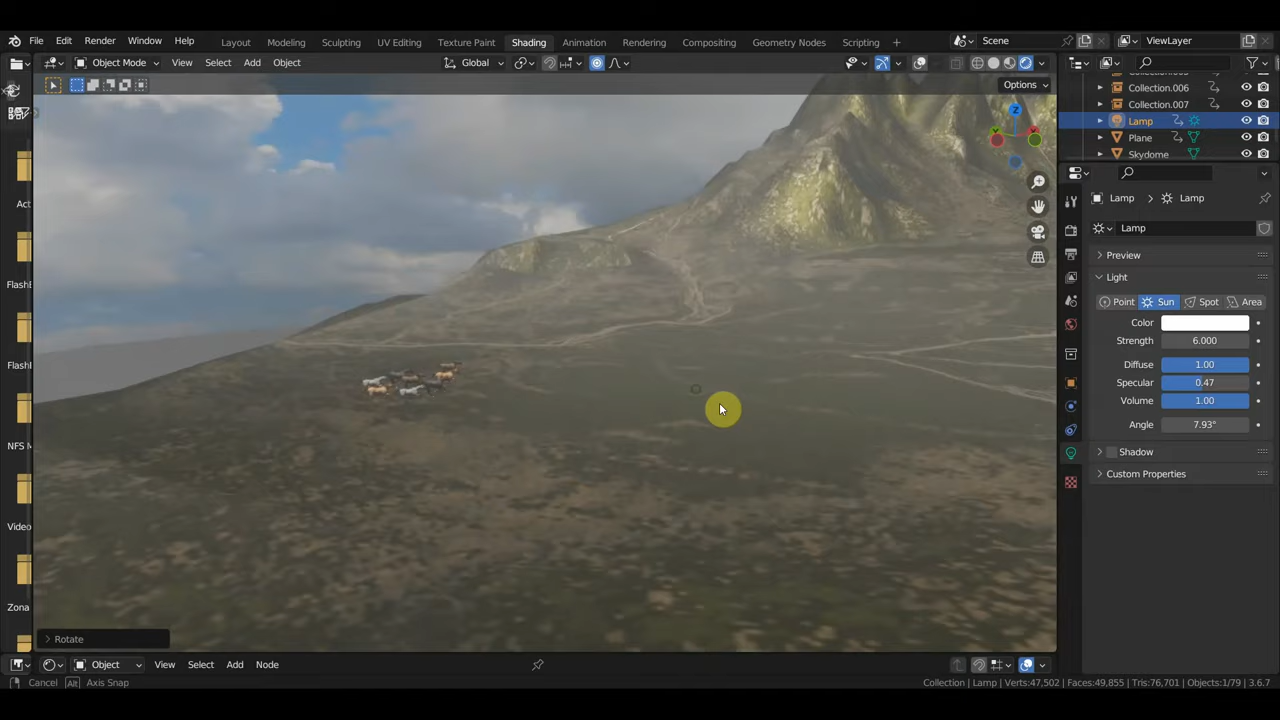 File Edit Render Window Help Layout Modeling Sculpting UV Editing Texture Paint Shading Animation Rendering Compositing Geometry Nodes Scripting + Scene ViewLayer
Object Mode View Select Add Object Global
Options
Collection.006
Collection.007
Lamp
Plane
Skydome
Lamp > Lamp
Lamp
Preview
Light
Point Sun Spot Area
Color
Strength 6.000
Diffuse 1.00
Specular 0.47
Volume 1.00
Angle 7.93°
Shadow
Custom Properties
Act
FlashB
FlashB
NFS M
Video
Zona
Rotate
Object View Select Add Node
Cancel Alt Axis Snap
Collection | Lamp | Verts:47,502 | Faces:49,855 | Tris:76,701 | Objects:1/79 | 3.6.7